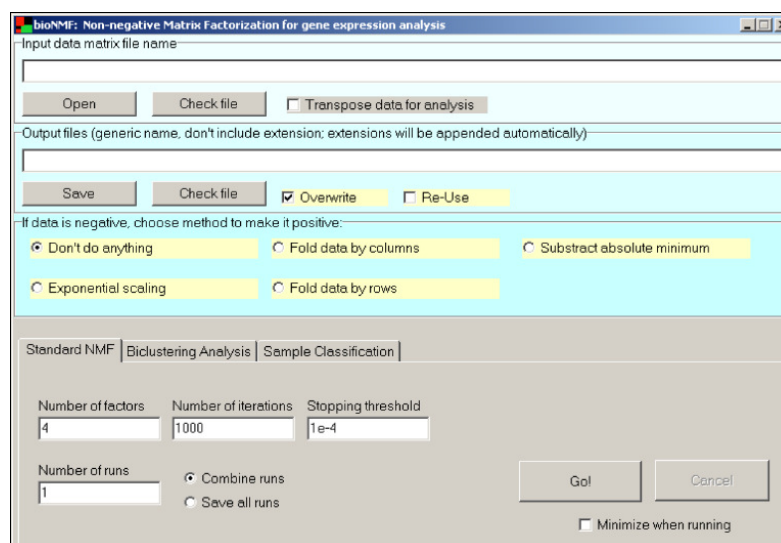 bioNMF: Non-negative Matrix Factorization for gene expression analysis
Input data matrix file name
Open Check file Transpose data for analysis
Output files (generic name, don't include extension; extensions will be appended automatically)
Save Check file Overwrite Re-Use
If data is negative, choose method to make it positive:
Don't do anything Fold data by columns Substract absolute minimum
Exponential scaling Fold data by rows
Standard NMF Biclustering Analysis Sample Classification
Number of factors Number of iterations Stopping threshold
4 1000 1e-4
Number of runs
1
Combine runs
Save all runs
Go! Cancel
Minimize when running